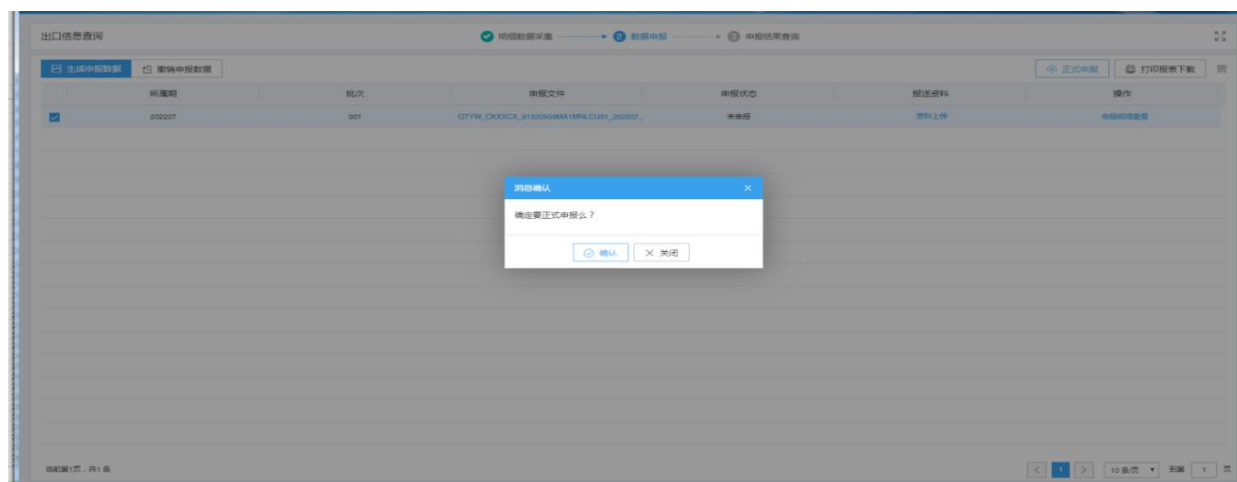 出口信息查询
明细数据采集 2 数据申报 3 申报结果查询
生成申报数据 撤销申报数据 正式申报 打印报表下载
所属期 批次 申报文件 申报状态 报送资料 操作
202207 001 未申报 资料上传 申报明细查看
消息确认 ×
确定要正式申报么?
确认 × 关闭
当前第1页,共1条 < 1 > 10 条/页 到第 1 页